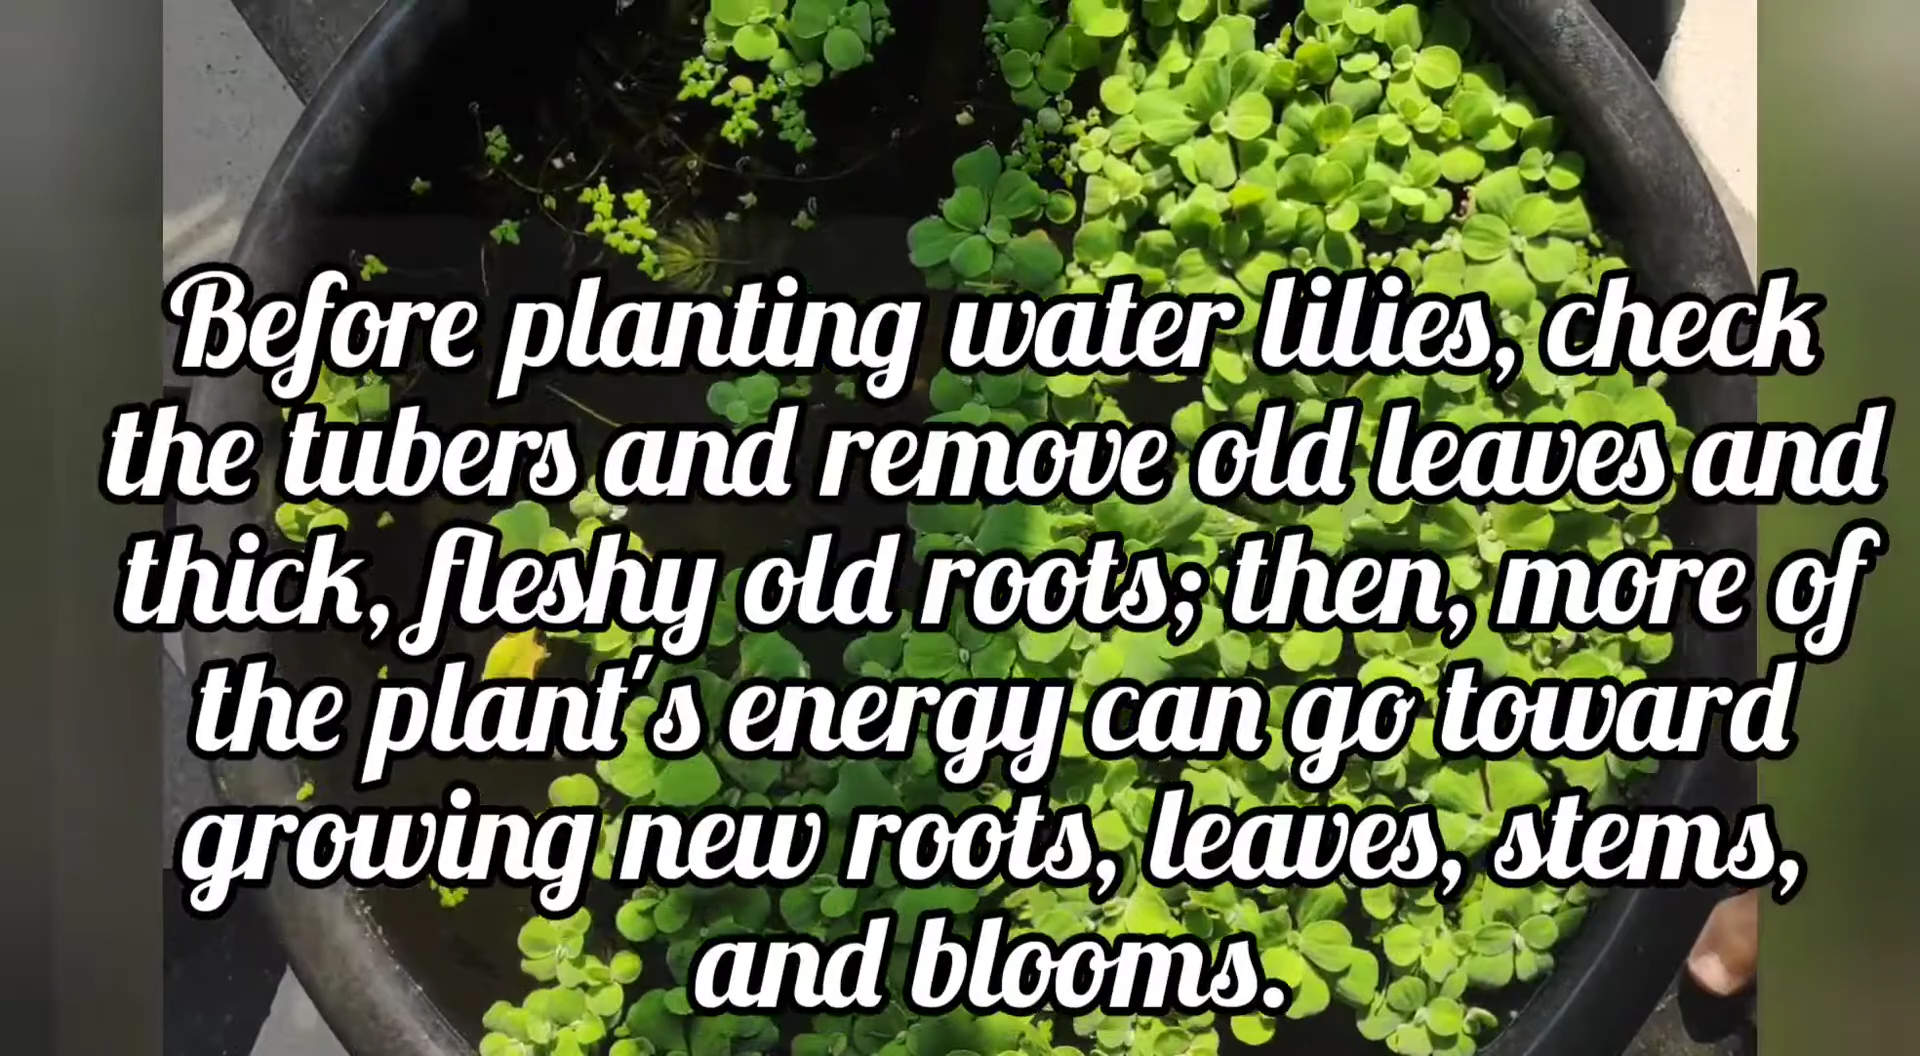 Before planting water lilies, check
the tubers and remove old leaves and
thick, fleshy old roots; then, more of
the plant's energy can go toward
growing new roots, leaves, stems,
and blooms.